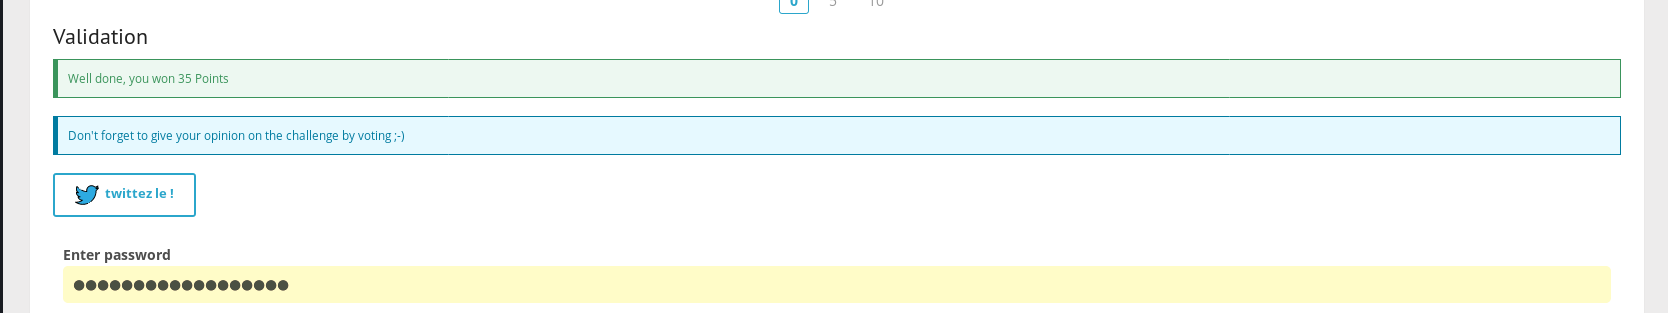 0 5 10
Validation
Well done, you won 35 Points
Don't forget to give your opinion on the challenge by voting ;-)
twittez le !
Enter password
●●●●●●●●●●●●●●●●●●